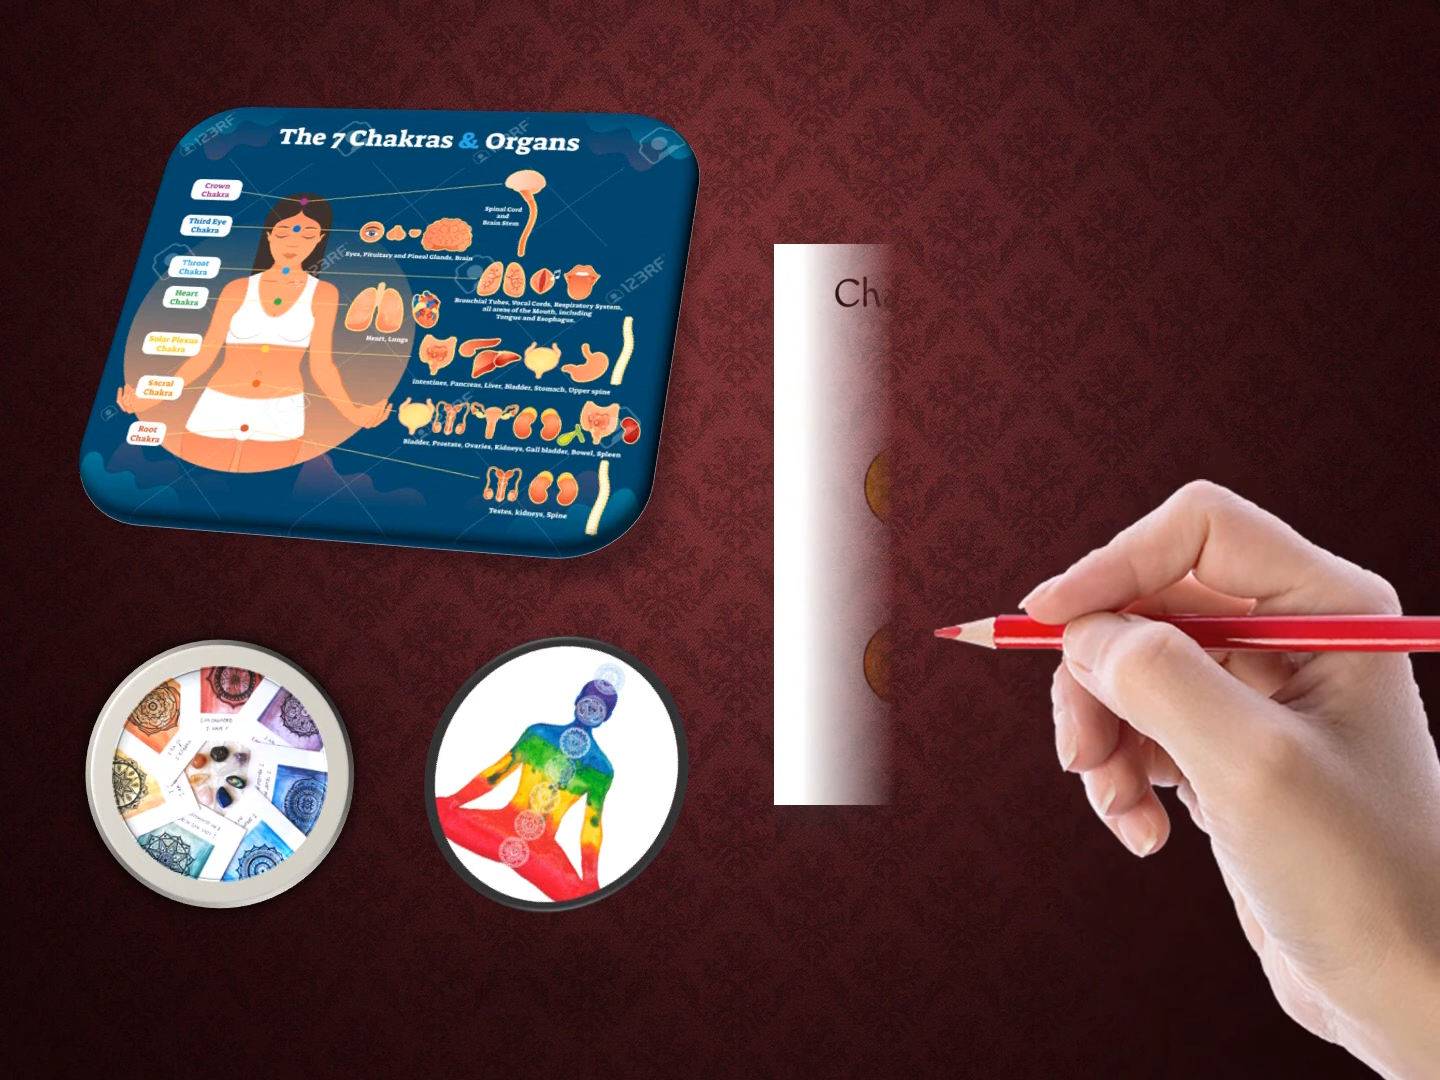 The 7 Chakras & Organs
Crown
Chakra
Spinal Cord
and
Brain Stem
Third Eye
Chakra
Eyes, Pituitary and Pineal Glands, Brain
Throat
Chakra
Bronchial Tubes, Vocal Cords, Respiratory System,
all areas of the Mouth, including
Tongue and Esophagus.
Heart
Chakra
Heart, Lungs
Solar Plexus
Chakra
Intestines, Pancreas, Liver, Bladder, Stomach, Upper spine
Sacral
Chakra
Bladder, Prostate, Ovaries, Kidneys, Gall bladder, Bowel, Spleen
Root
Chakra
Testes, kidneys, Spine
123RF
123RF
123RF
123RF
123RF
Ch